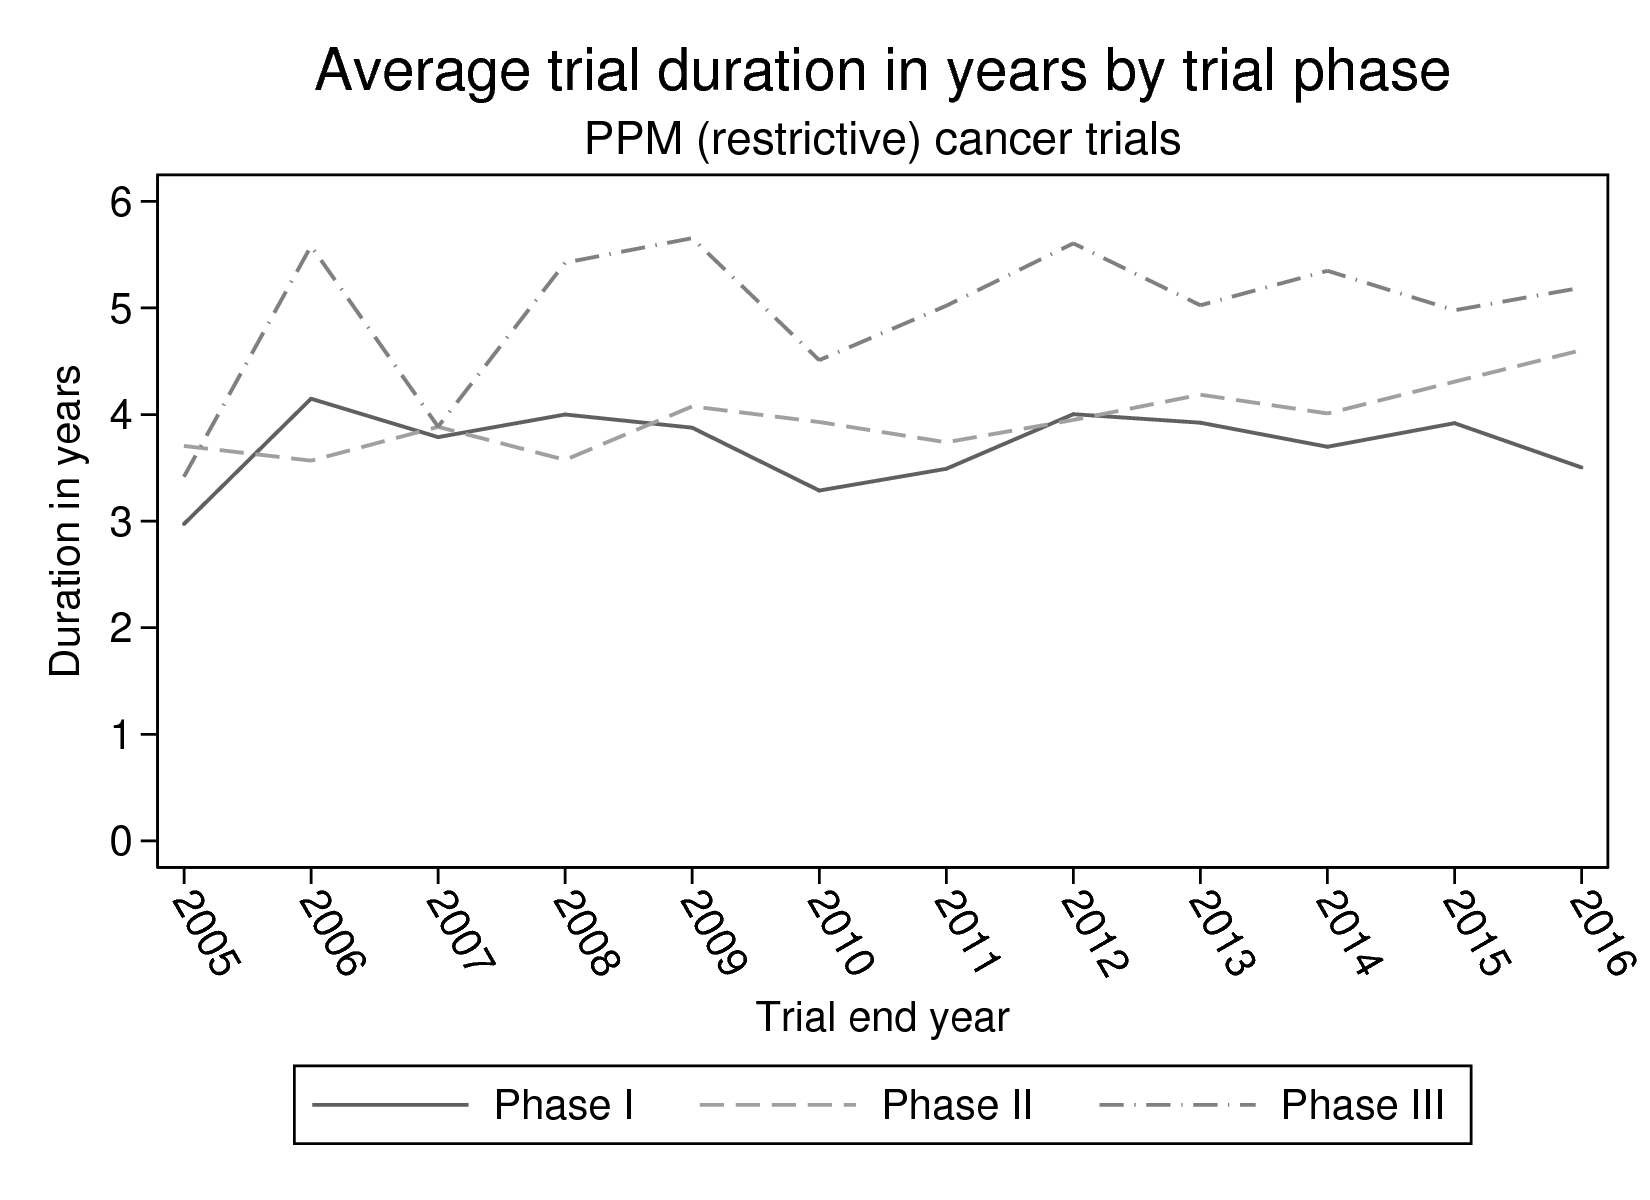 Average trial duration in years by trial phase
PPM (restrictive) cancer trials
Duration in years
6
5
4
3
2
1
0
2005 2006 2007 2008 2009 2010 2011 2012 2013 2014 2015 2016
Trial end year
Phase I Phase II Phase III